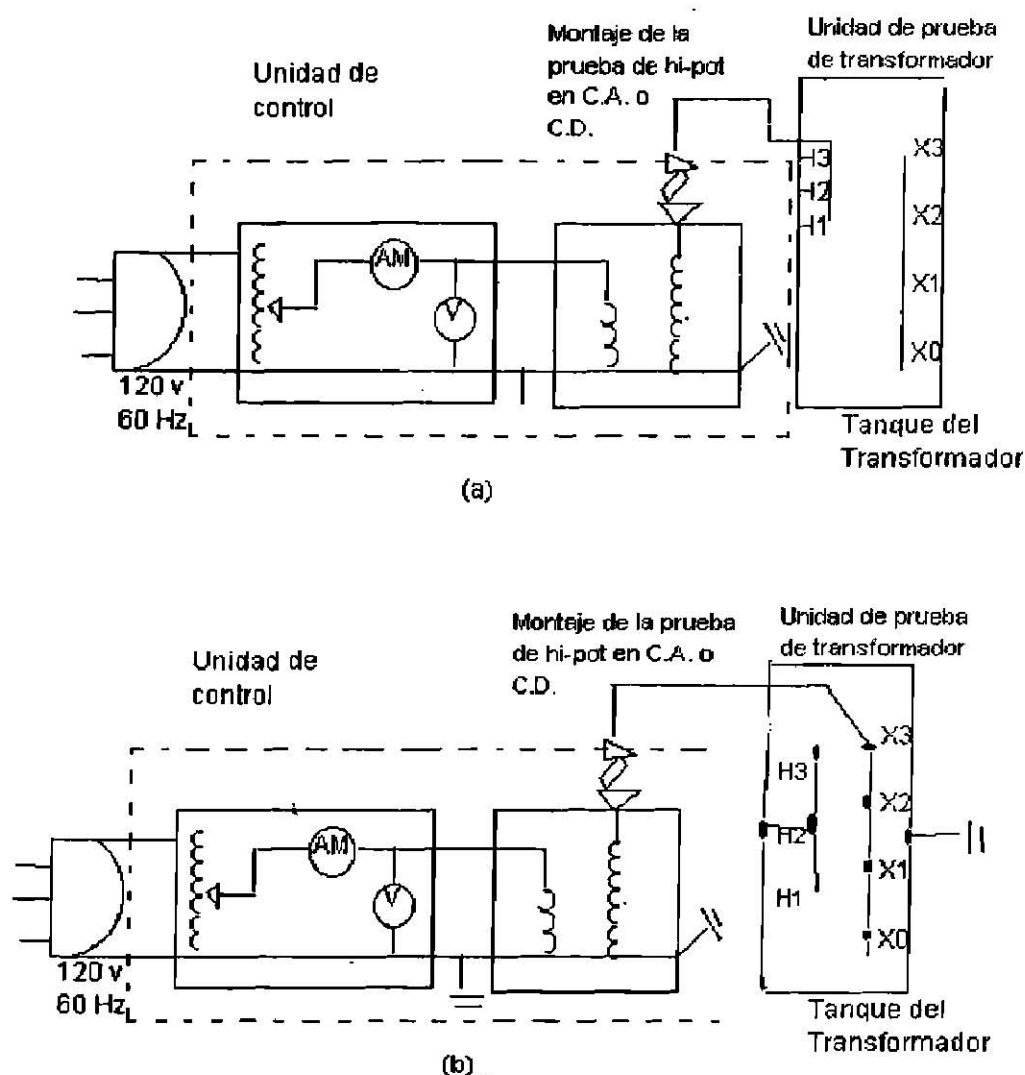 Unidad de
control
Montaje de la
prueba de hi-pot
en C.A. o
C.D.
Unidad de prueba
de transformador
H3
H2
H1
X3
X2
X1
X0
AM
V
120 v
60 Hz
Tanque del
Transformador
(a)
Unidad de
control
Montaje de la prueba
de hi-pot en C.A. o
C.D.
Unidad de prueba
de transformador
H3
H2
H1
X3
X2
X1
X0
AM
V
120 v
60 Hz
Tanque del
Transformador
(b)